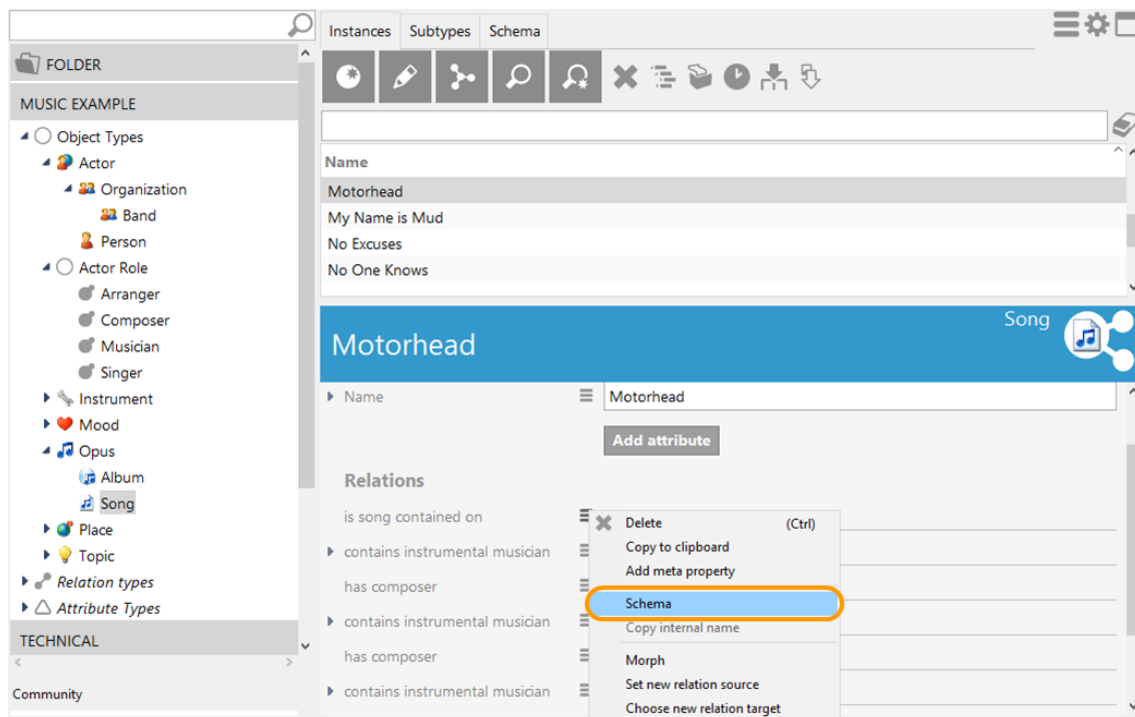 Instances Subtypes Schema
FOLDER
MUSIC EXAMPLE
Object Types
Actor
Organization
Band
Person
Actor Role
Arranger
Composer
Musician
Singer
Instrument
Mood
Opus
Album
Song
Place
Topic
Relation types
Attribute Types
TECHNICAL
Community
Name
Motorhead
My Name is Mud
No Excuses
No One Knows
Song
Motorhead
Name Motorhead
Add attribute
Relations
is song contained on
contains instrumental musician
has composer
contains instrumental musician
has composer
contains instrumental musician
Delete (Ctrl)
Copy to clipboard
Add meta property
Schema
Copy internal name
Morph
Set new relation source
Choose new relation target